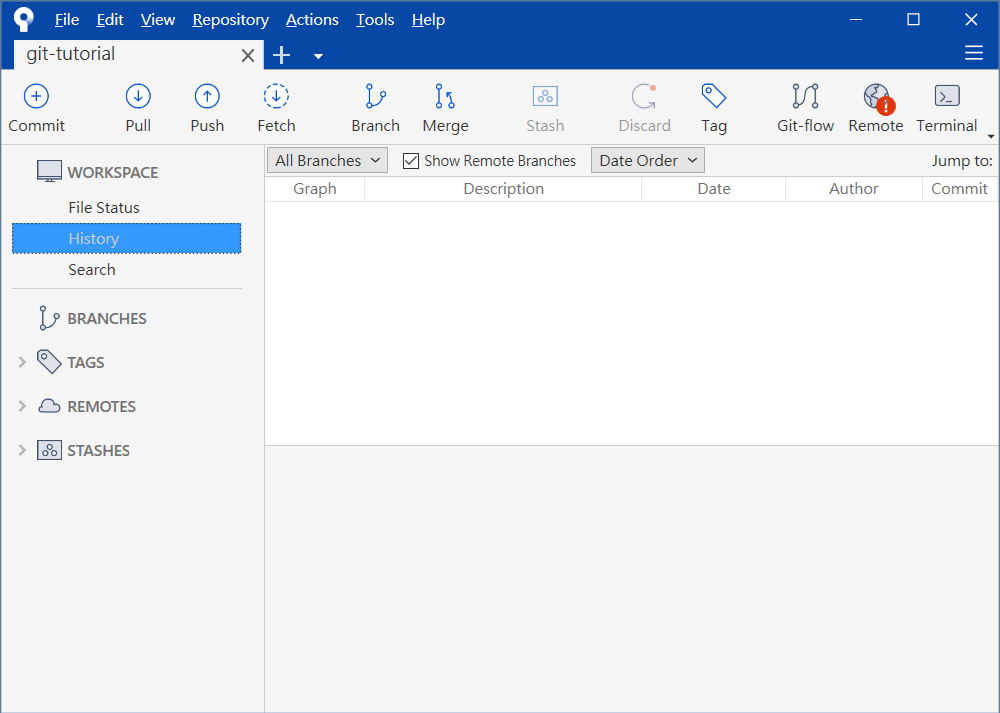 File Edit View Repository Actions Tools Help
git-tutorial
Commit Pull Push Fetch Branch Merge Stash Discard Tag Git-flow Remote Terminal
WORKSPACE
File Status
History
Search
BRANCHES
TAGS
REMOTES
STASHES
All Branches Show Remote Branches Date Order Jump to:
Graph Description Date Author Commit